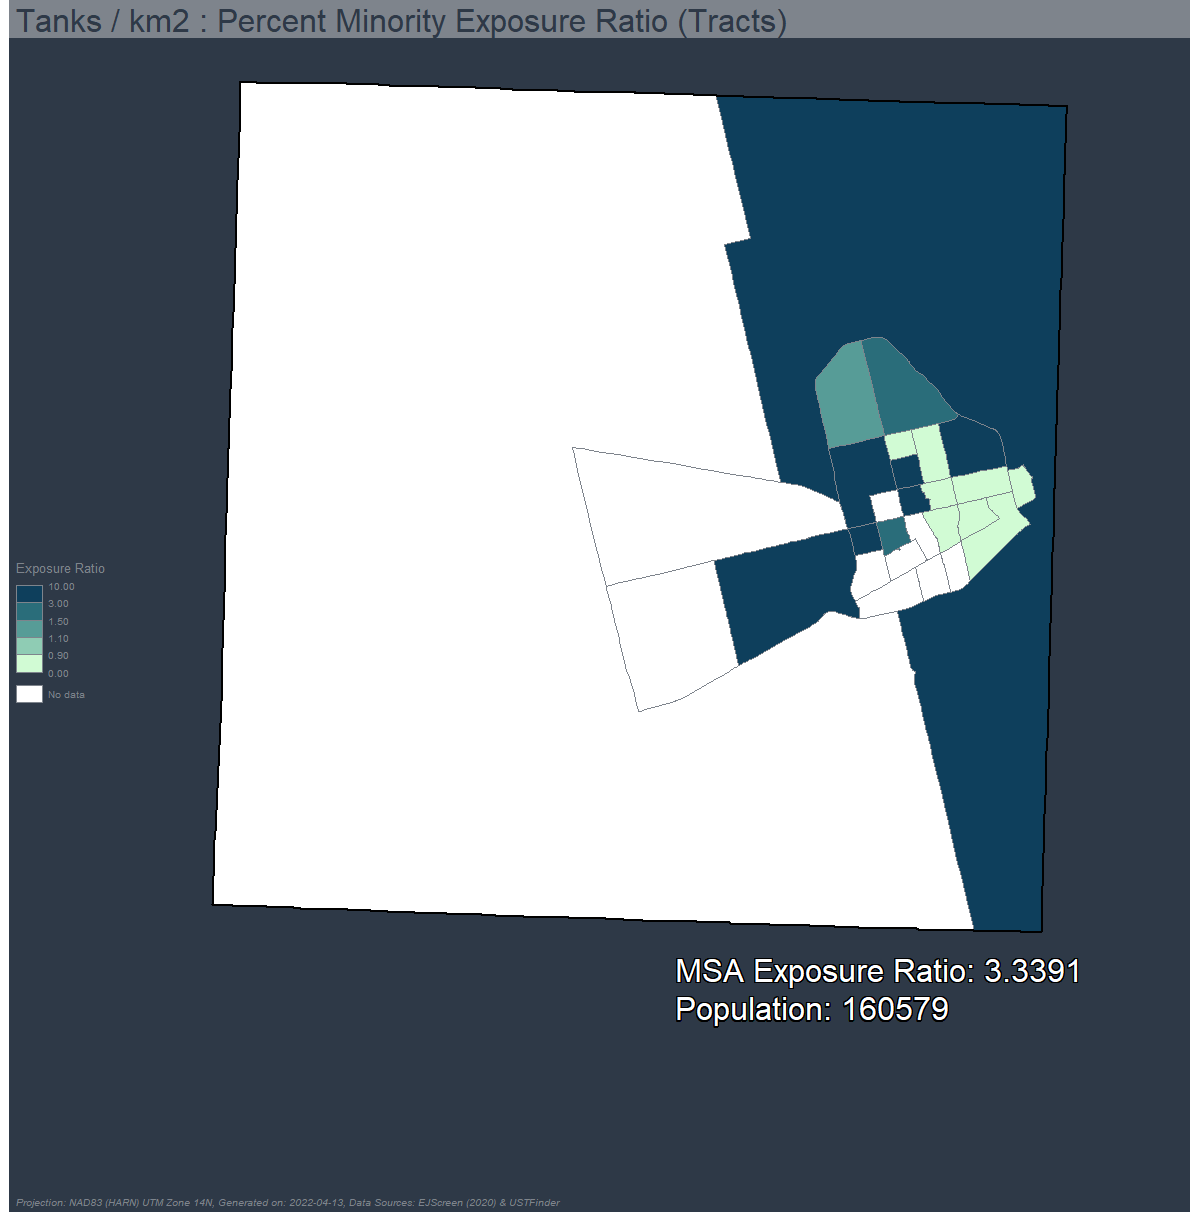 Tanks / km2 : Percent Minority Exposure Ratio (Tracts)
Exposure Ratio
10.00
3.00
1.50
1.10
0.90
0.00
No data
MSA Exposure Ratio: 3.3391
Population: 160579
Projection: NAD83 (HARN) UTM Zone 14N, Generated on: 2022-04-13, Data Sources: EJScreen (2020) & USTFinder